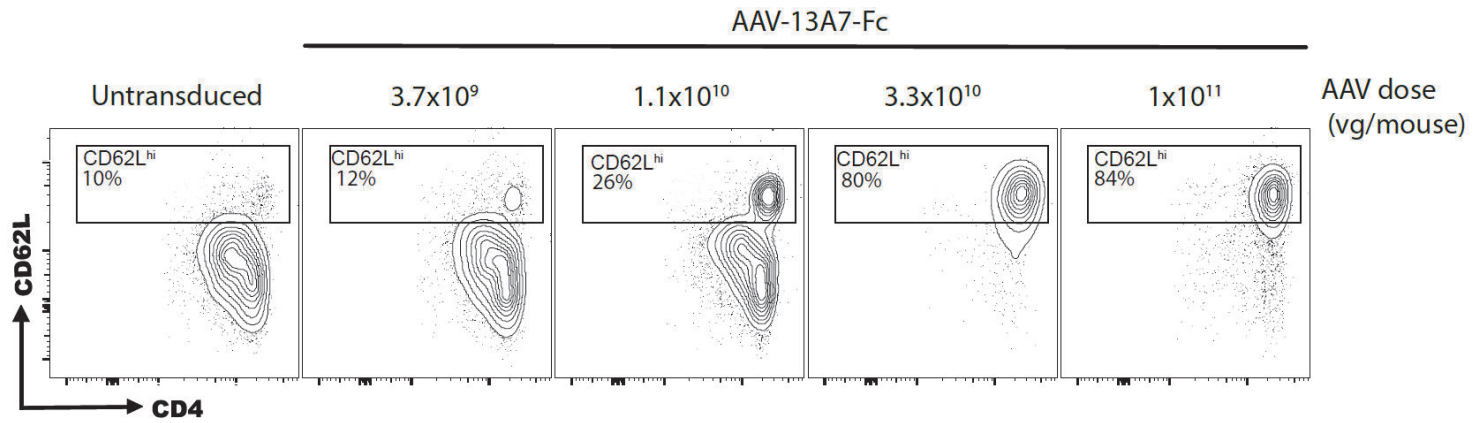 AAV-13A7-Fc
Untransduced
3.7x10⁹
1.1x10¹⁰
3.3x10¹⁰
1x10¹¹
AAV dose
(vg/mouse)
CD62Lʰⁱ
10%
CD62Lʰⁱ
12%
CD62Lʰⁱ
26%
CD62Lʰⁱ
80%
CD62Lʰⁱ
84%
CD62L
CD4